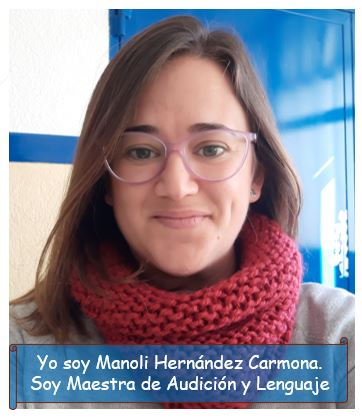 Yo soy Manoli Hernández Carmona.
Soy Maestra de Audición y Lenguaje